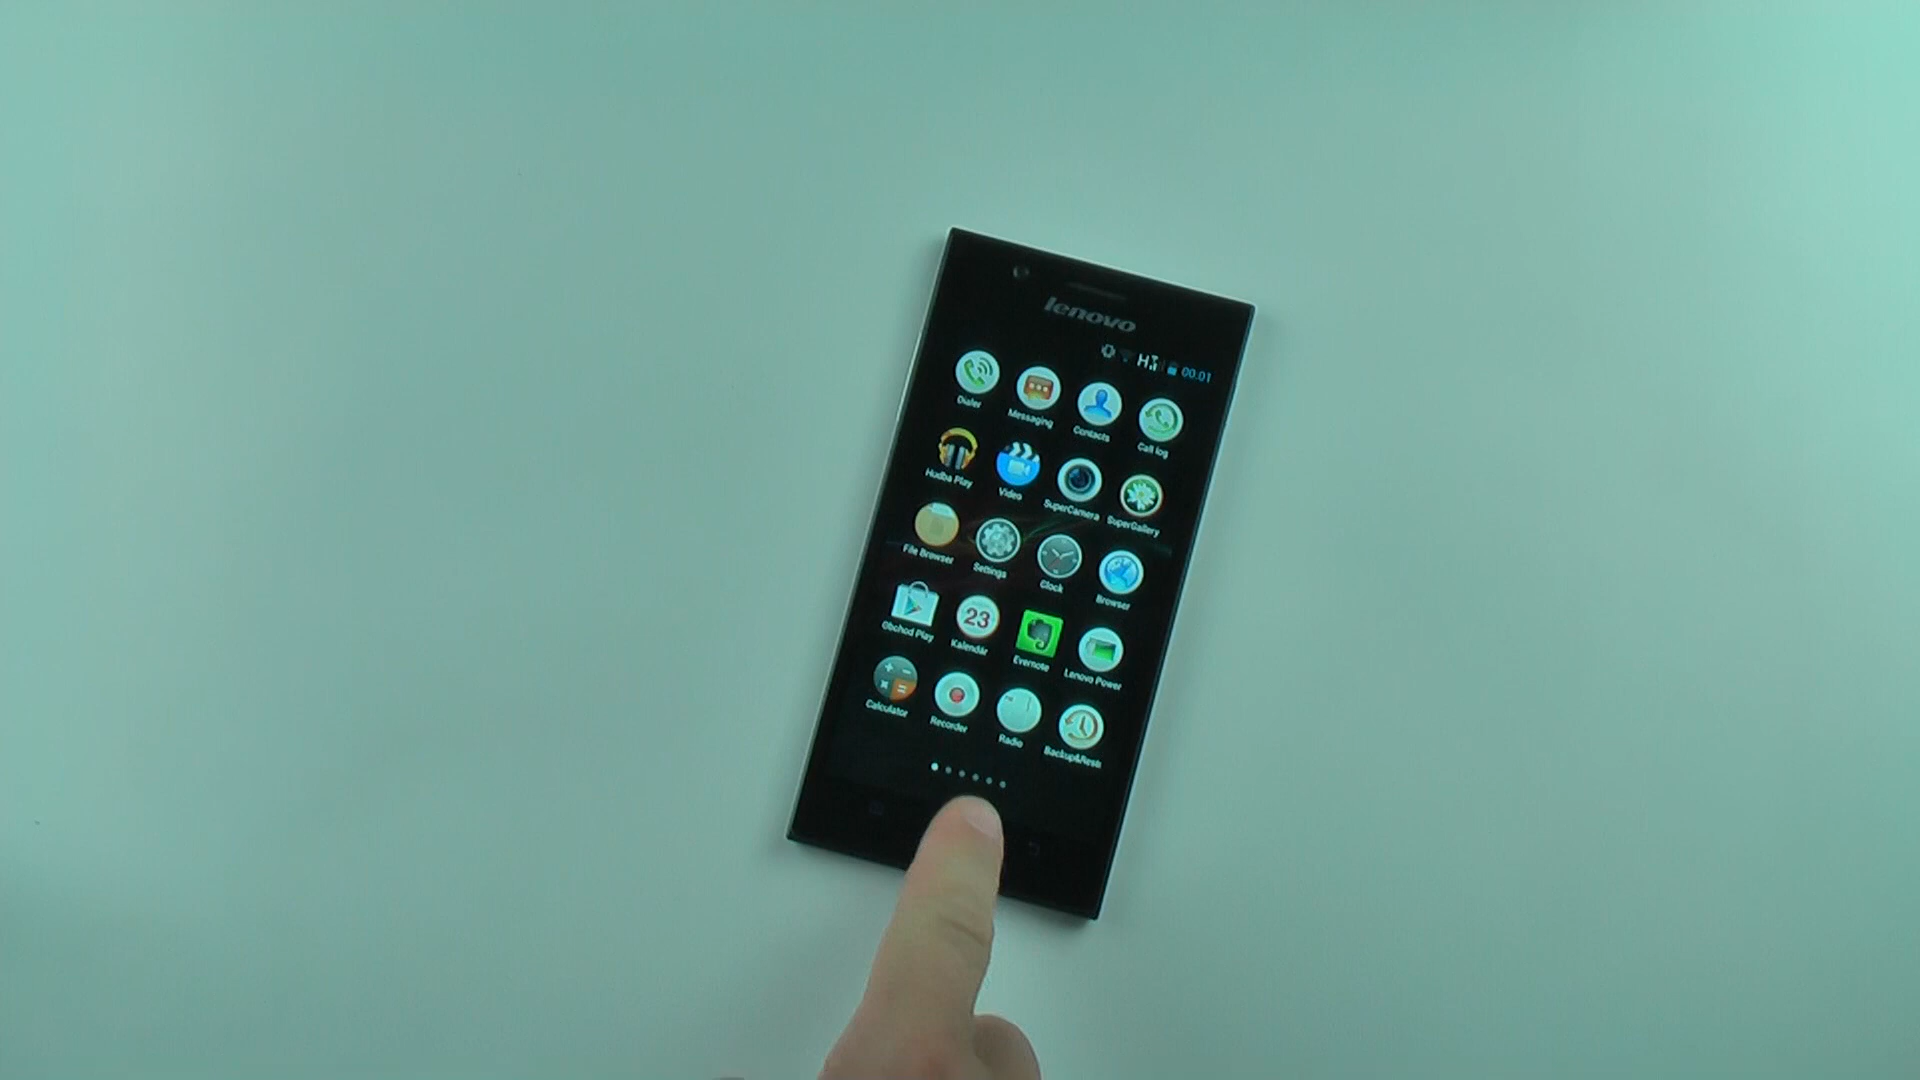 lenovo
H 00.01
Dialer Messaging Contacts Call log
Hudba Play Video SuperCamera SuperGallery
File Browser Settings Clock Browser
23
Obchod Play Kalendár Evernote Lenovo Power
Calculator Recorder Radio Backup&Resto